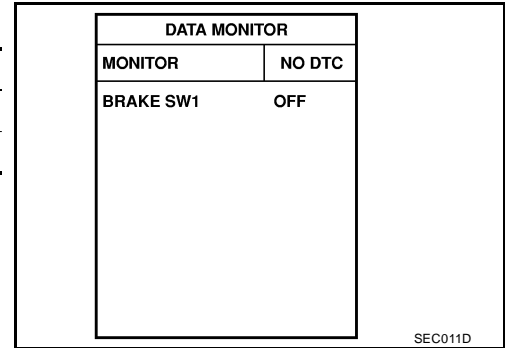 DATA MONITOR
MONITOR NO DTC
BRAKE SW1 OFF
SEC011D